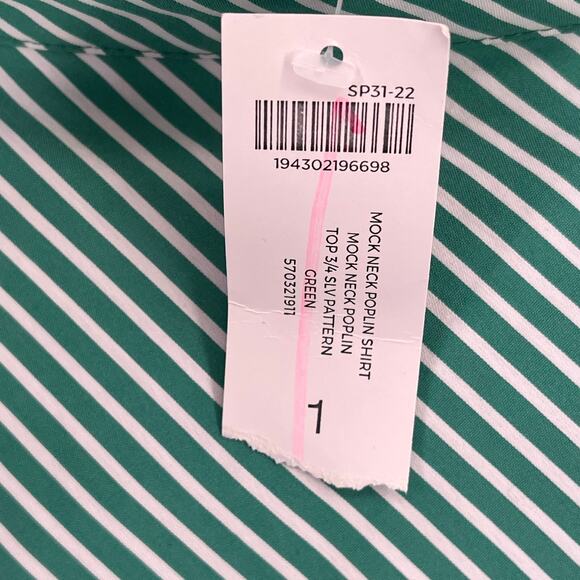 SP31-22
194302196698
MOCK NECK POPLIN SHIRT
MOCK NECK POPLIN
TOP 3/4 SLV PATTERN
GREEN
570321911
1